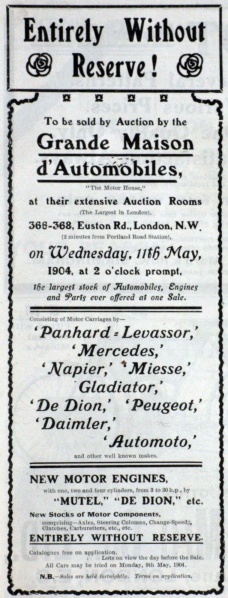 Entirely Without
Reserve!
To be sold by Auction by the
Grande Maison
d'Automobiles,
"The Motor House,"
at their extensive Auction Rooms
(The Largest in London),
366-368, Euston Rd., London, N.W.
(2 minutes from Portland Road Station),
on Wednesday, 11th May,
1904, at 2 o'clock prompt,
the largest stock of Automobiles, Engines
and Parts ever offered at one Sale.
Consisting of Motor Carriages by—
'Panhard=Levassor,'
'Mercedes,'
'Napier,' 'Miesse,'
'Gladiator,'
'De Dion,' 'Peugeot,'
'Daimler,'
'Automoto,'
and other well known makes.
NEW MOTOR ENGINES,
with one, two and four cylinders, from 2 to 30 h.p., by
"MUTEL," "DE DION," etc.
New Stocks of Motor Components,
comprising—Axles, Steering Columns, Change-Speeds,
Clutches, Carburetters, etc., etc.
ENTIRELY WITHOUT RESERVE.
Catalogues free on application.
Lots on view the day before the Sale.
All Cars may be tried on Monday, 9th May, 1904.
N.B.—Sales are held fortnightly. Terms on application.